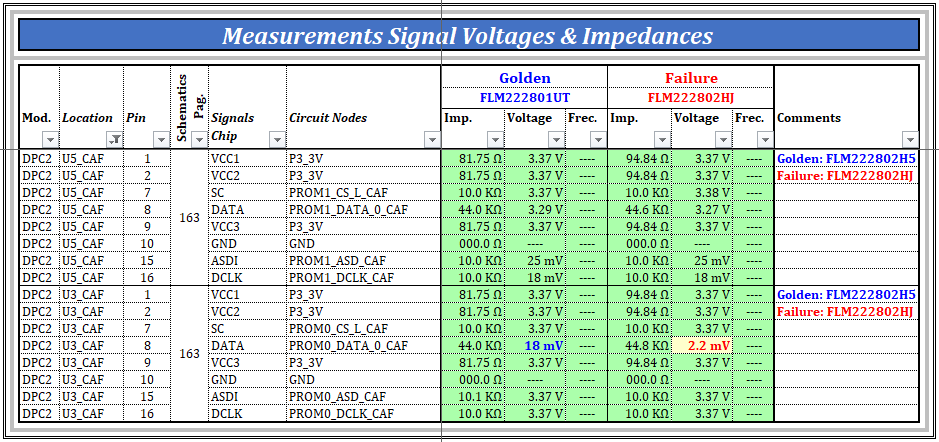 Measurements Signal Voltages & Impedances
Golden Failure
FLM222801UT FLM222802HJ
Mod. Location Pin Schematics Pag. Signals Chip Circuit Nodes Imp. Voltage Frec. Imp. Voltage Frec. Comments
DPC2 U5_CAF 1 VCC1 P3_3V 81.75 Ω 3.37 V ---- 94.84 Ω 3.37 V ---- Golden: FLM222802H5
DPC2 U5_CAF 2 VCC2 P3_3V 81.75 Ω 3.37 V ---- 94.84 Ω 3.37 V ---- Failure: FLM222802HJ
DPC2 U5_CAF 7 SC PROM1_CS_L_CAF 10.0 KΩ 3.37 V ---- 10.0 KΩ 3.38 V ----
DPC2 U5_CAF 8 163 DATA PROM1_DATA_0_CAF 44.0 KΩ 3.29 V ---- 44.6 KΩ 3.27 V ----
DPC2 U5_CAF 9 VCC3 P3_3V 81.75 Ω 3.37 V ---- 94.84 Ω 3.37 V ----
DPC2 U5_CAF 10 GND GND 000.0 Ω ---- ---- 000.0 Ω ---- ----
DPC2 U5_CAF 15 ASDI PROM1_ASD_CAF 10.0 KΩ 25 mV ---- 10.0 KΩ 25 mV ----
DPC2 U5_CAF 16 DCLK PROM1_DCLK_CAF 10.0 KΩ 18 mV ---- 10.0 KΩ 18 mV ----
DPC2 U3_CAF 1 VCC1 P3_3V 81.75 Ω 3.37 V ---- 94.84 Ω 3.37 V ---- Golden: FLM222802H5
DPC2 U3_CAF 2 VCC2 P3_3V 81.75 Ω 3.37 V ---- 94.84 Ω 3.37 V ---- Failure: FLM222802HJ
DPC2 U3_CAF 7 SC PROM0_CS_L_CAF 10.0 KΩ 3.37 V ---- 10.0 KΩ 3.37 V ----
DPC2 U3_CAF 8 163 DATA PROM0_DATA_0_CAF 44.0 KΩ 18 mV ---- 44.8 KΩ 2.2 mV ----
DPC2 U3_CAF 9 VCC3 P3_3V 81.75 Ω 3.37 V ---- 94.84 Ω 3.37 V ----
DPC2 U3_CAF 10 GND GND 000.0 Ω ---- ---- 000.0 Ω ---- ----
DPC2 U3_CAF 15 ASDI PROM0_ASD_CAF 10.1 KΩ 3.37 V ---- 10.0 KΩ 3.37 V ----
DPC2 U3_CAF 16 DCLK PROM0_DCLK_CAF 10.0 KΩ 3.37 V ---- 10.0 KΩ 3.37 V ----